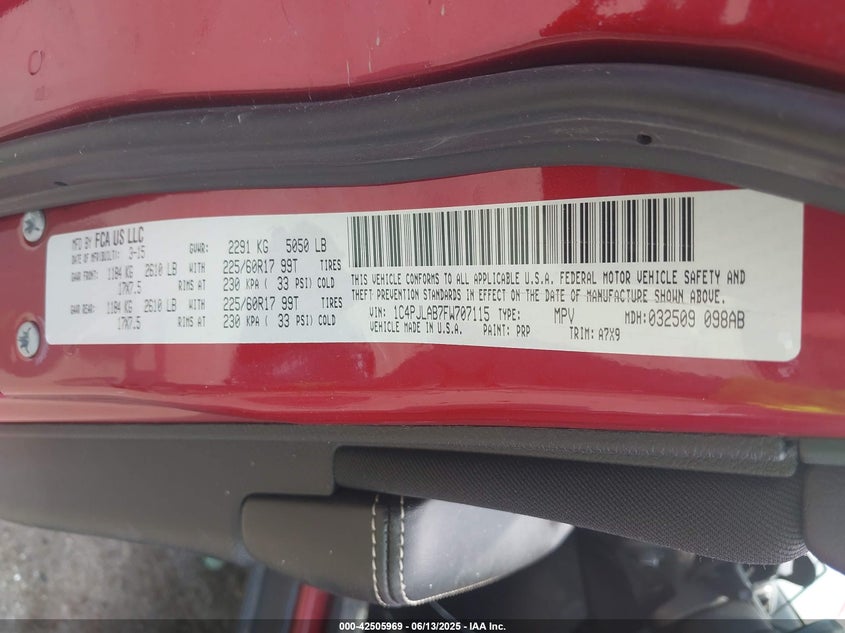 MFD BY FCA US LLC
DATE OF MFR(BUILT): 3-15 GVWR: 2291 KG 5050 LB
GAWR FRONT: 1184 KG 2610 LB WITH 225/60R17 99T TIRES
17X7.5 RIMS AT 230 KPA ( 33 PSI) COLD
GAWR REAR: 1184 KG 2610 LB WITH 225/60R17 99T TIRES
17X7.5 RIMS AT 230 KPA ( 33 PSI) COLD
THIS VEHICLE CONFORMS TO ALL APPLICABLE U.S.A. FEDERAL MOTOR VEHICLE SAFETY AND
THEFT PREVENTION STANDARDS IN EFFECT ON THE DATE OF MANUFACTURE SHOWN ABOVE.
VIN: 1C4PJLAB7FW707115 TYPE: MPV MDH: 032509 098AB
VEHICLE MADE IN U.S.A. PAINT: PRP TRIM: A7X9
000-42505969 - 06/13/2025 - IAA Inc.